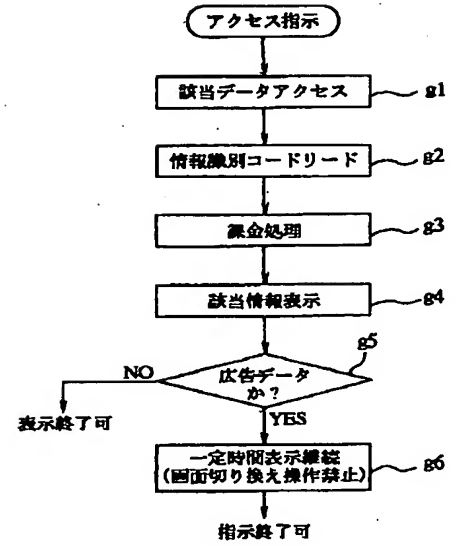 アクセス指示
該当データアクセス
g1
情報識別コードリード
g2
課金処理
g3
該当情報表示
g4
g5
広告データ
か?
NO
表示終了可
YES
一定時間表示継続
(画面切り換え操作禁止)
g6
指示終了可